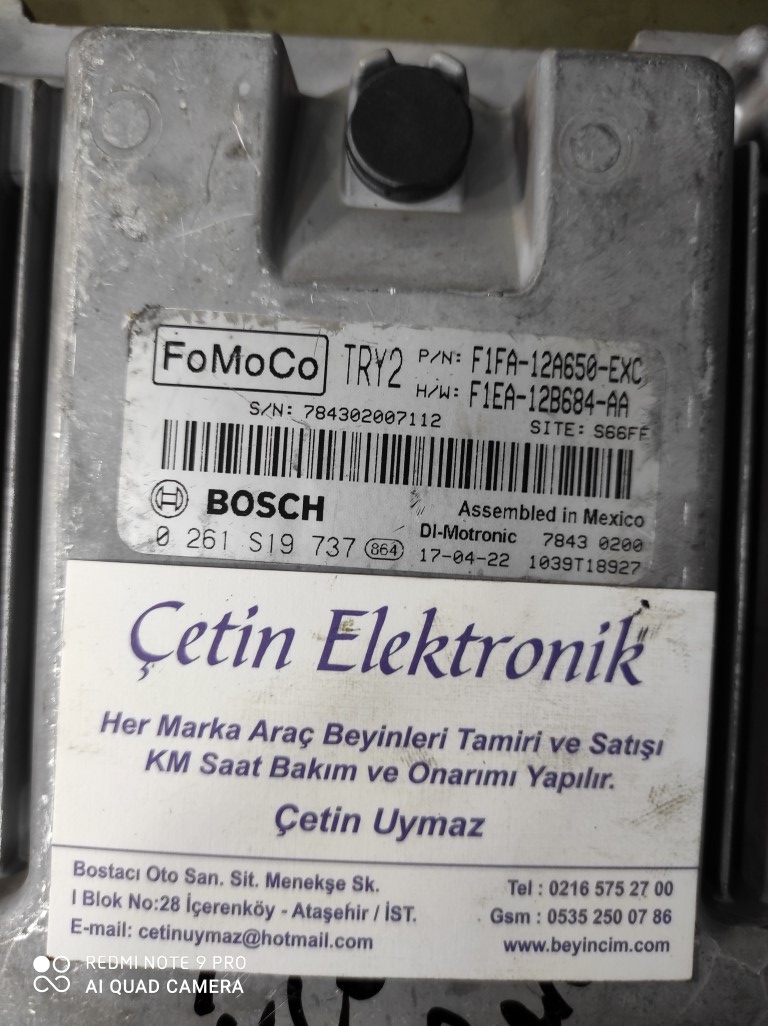 FoMoCo TRY2 P/N: F1FA-12A650-EXC
H/W: F1EA-12B684-AA
S/N: 784302007112 SITE: S66FF
BOSCH Assembled in Mexico
DI-Motronic 7843 0200
0 261 S19 737 864 17-04-22 1039T18927
Çetin Elektronik
Her Marka Araç Beyinleri Tamiri ve Satışı
KM Saat Bakım ve Onarımı Yapılır.
Çetin Uymaz
Bostacı Oto San. Sit. Menekşe Sk.
I Blok No:28 İçerenköy - Ataşehir / İST.
E-mail: cetinuymaz@hotmail.com
Tel : 0216 575 27 00
Gsm : 0535 250 07 86
www.beyincim.com
REDMI NOTE 9 PRO
AI QUAD CAMERA